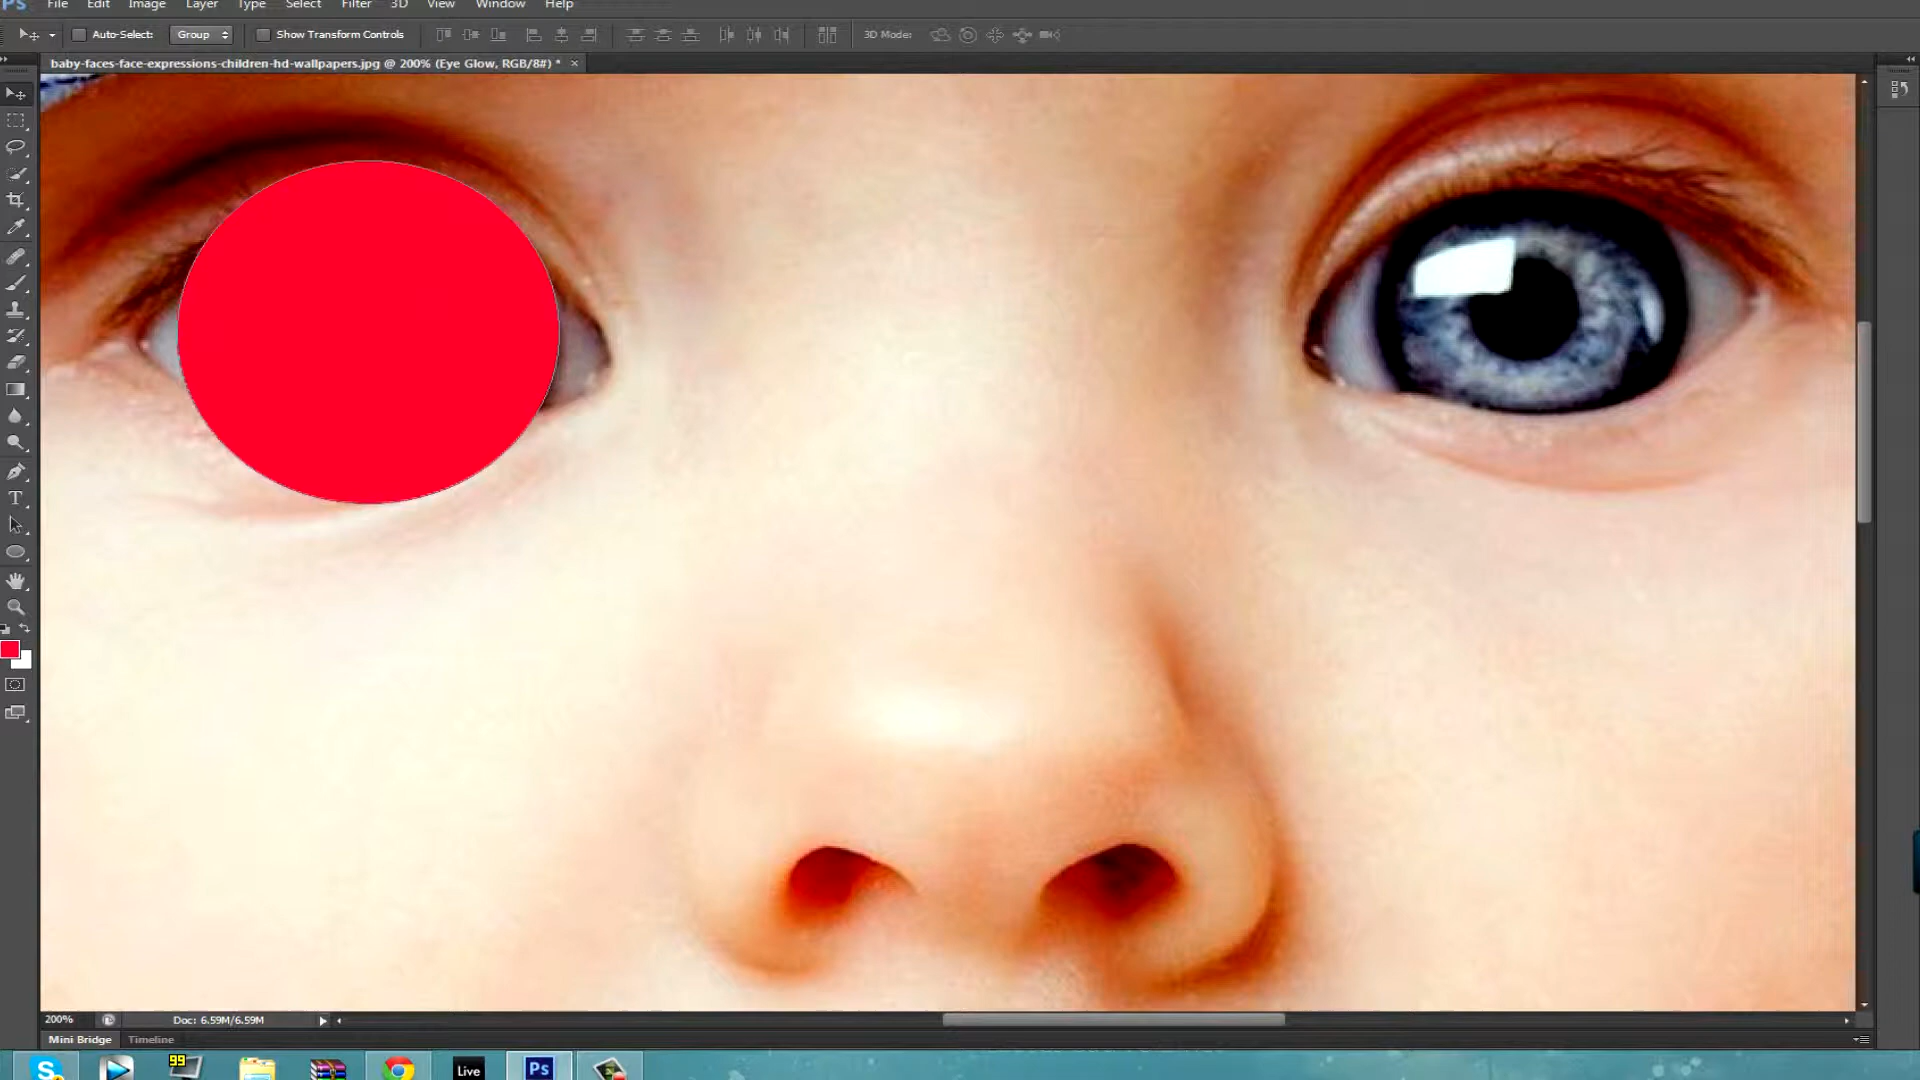 Ps File Edit Image Layer Type Select Filter 3D View Window Help
Auto-Select: Group Show Transform Controls 3D Mode:
baby-faces-face-expressions-children-hd-wallpapers.jpg @ 200% (Eye Glow, RGB/8#) * ×
T
200% Doc: 6.59M/6.59M
Mini Bridge Timeline
S 99 Live Ps